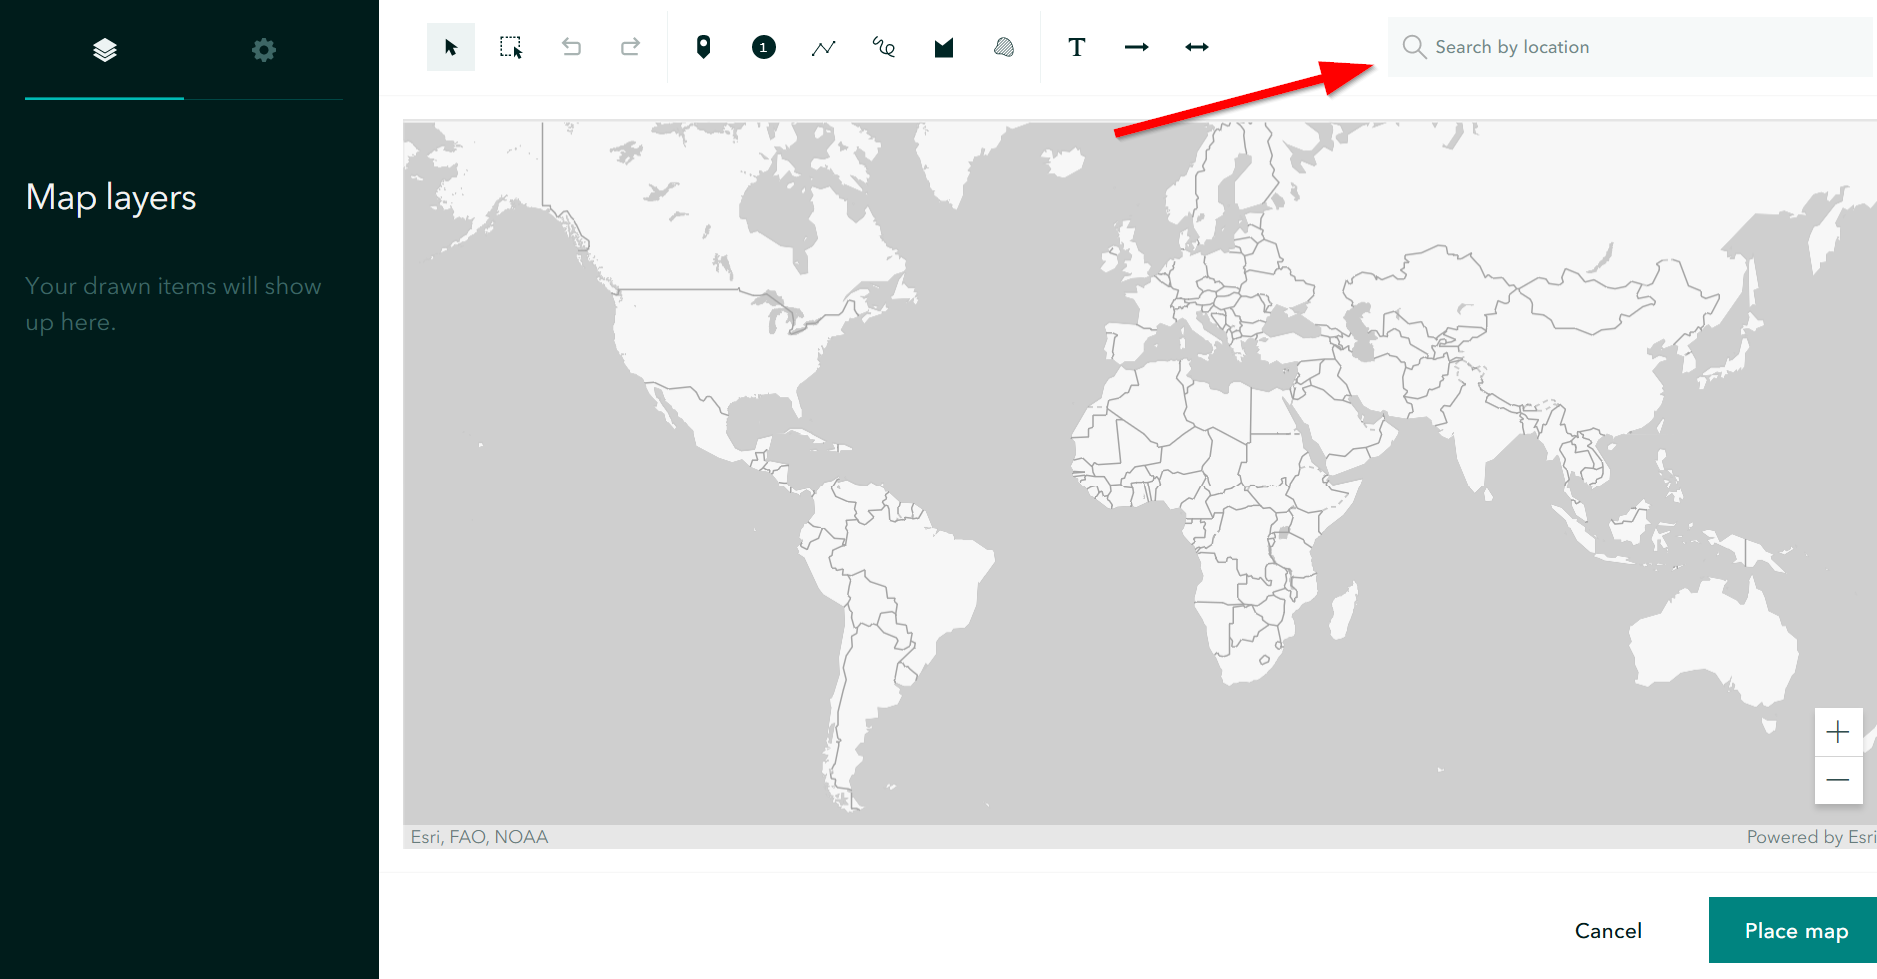 1
T
Search by location
Map layers
Your drawn items will show
up here.
Esri, FAO, NOAA
Powered by Esri
Cancel
Place map